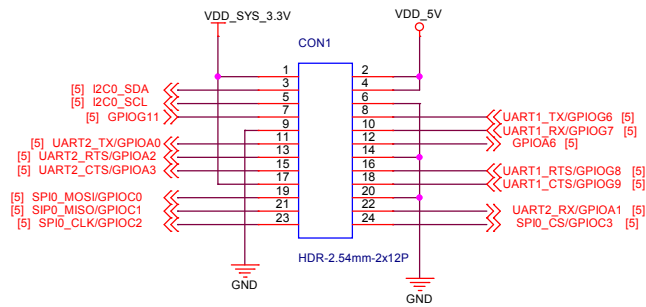 VDD_SYS_3.3V
VDD_5V
CON1
1 2
[5] I2C0_SDA 3 4
[5] I2C0_SCL 5 6
[5] GPIOG11 7 8 UART1_TX/GPIOG6 [5]
9 10 UART1_RX/GPIOG7 [5]
[5] UART2_TX/GPIOA0 11 12 GPIOA6 [5]
[5] UART2_RTS/GPIOA2 13 14
[5] UART2_CTS/GPIOA3 15 16 UART1_RTS/GPIOG8 [5]
17 18 UART1_CTS/GPIOG9 [5]
[5] SPI0_MOSI/GPIOC0 19 20
[5] SIP0_MISO/GPIOC1 21 22 UART2_RX/GPIOA1 [5]
[5] SPI0_CLK/GPIOC2 23 24 SPI0_CS/GPIOC3 [5]
HDR-2.54mm-2x12P
GND
GND